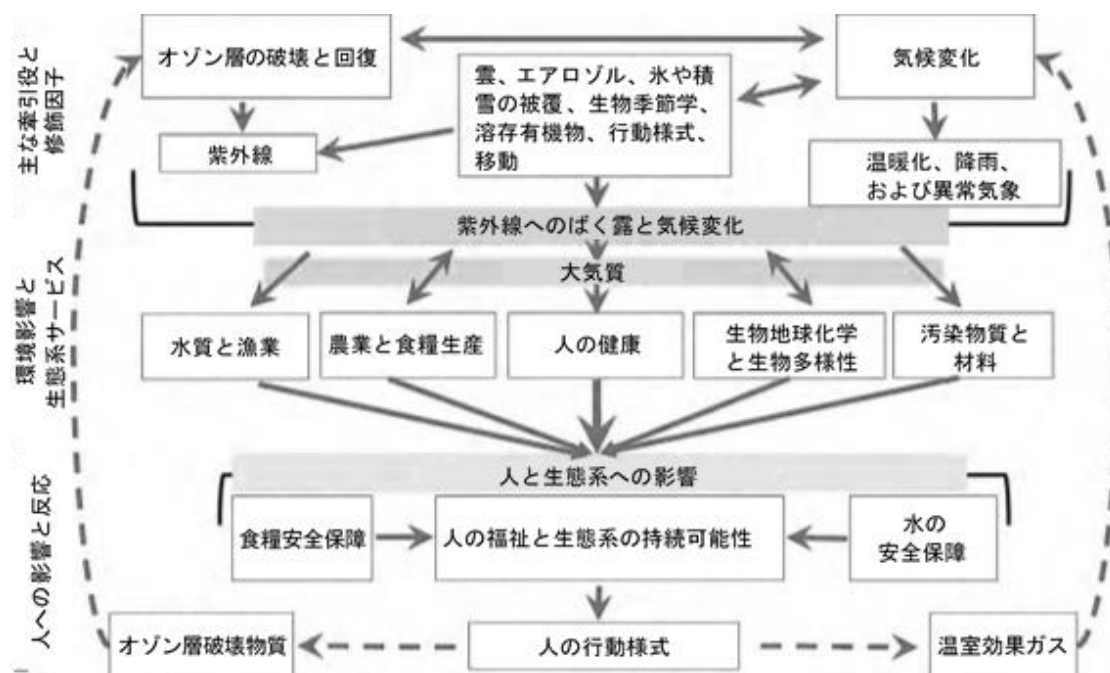 主な牽引役と
修飾因子
オゾン層の破壊と回復
気候変化
雲、エアロゾル、氷や積
雪の被覆、生物季節学、
溶存有機物、行動様式、
移動
紫外線
温暖化、降雨、
および異常気象
紫外線へのばく露と気候変化
大気質
環境影響と
生態系サービス
水質と漁業
農業と食糧生産
人の健康
生物地球化学
と生物多様性
汚染物質と
材料
人と生態系への影響
人への影響と反応
食糧安全保障
人の福祉と生態系の持続可能性
水の
安全保障
オゾン層破壊物質
人の行動様式
温室効果ガス